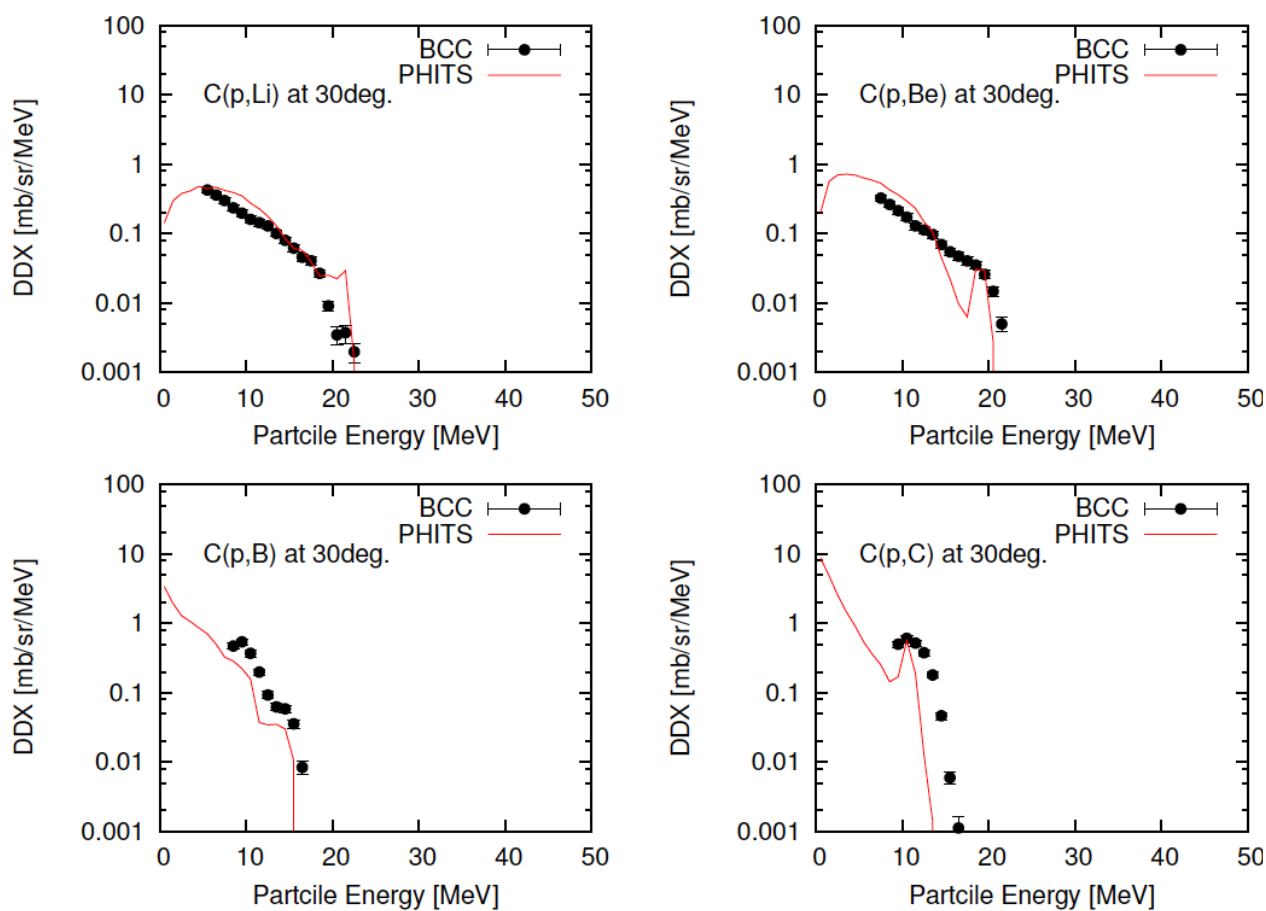 100
10
1
0.1
0.01
0.001
DDX [mb/sr/MeV]
BCC
PHITS
C(p,Li) at 30deg.
0 10 20 30 40 50
Partcile Energy [MeV]
100
10
1
0.1
0.01
0.001
DDX [mb/sr/MeV]
BCC
PHITS
C(p,Be) at 30deg.
0 10 20 30 40 50
Partcile Energy [MeV]
100
10
1
0.1
0.01
0.001
DDX [mb/sr/MeV]
BCC
PHITS
C(p,B) at 30deg.
0 10 20 30 40 50
Partcile Energy [MeV]
100
10
1
0.1
0.01
0.001
DDX [mb/sr/MeV]
BCC
PHITS
C(p,C) at 30deg.
0 10 20 30 40 50
Partcile Energy [MeV]